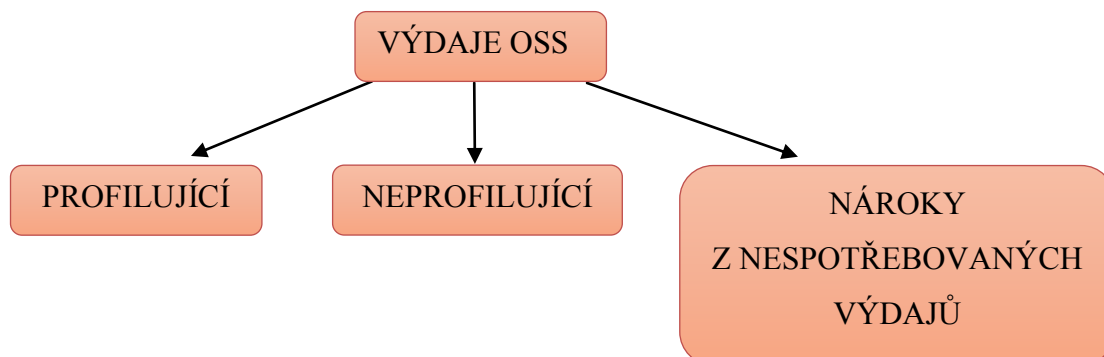 VÝDAJE OSS
PROFILUJÍCÍ
NEPROFILUJÍCÍ
NÁROKY
Z NESPOTŘEBOVANÝCH
VÝDAJŮ